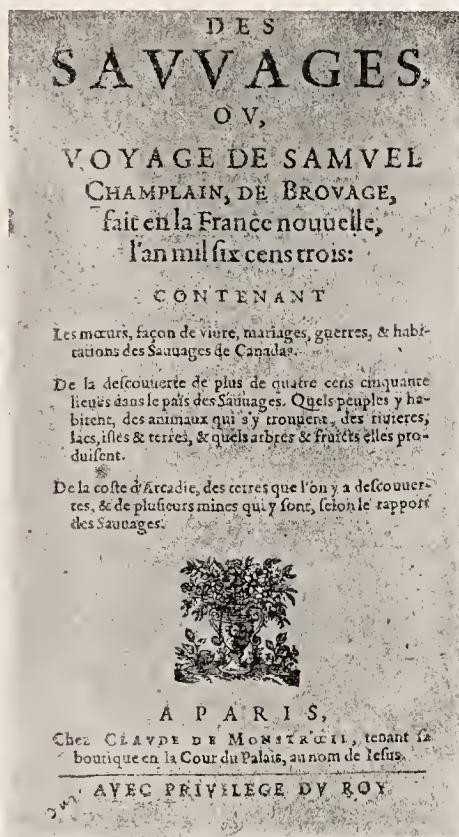 DES
SAVVAGES,
OV,
VOYAGE DE SAMVEL
CHAMPLAIN, DE BROVAGE,
fait en la France nouuelle,
l'an mil six cens trois:
CONTENANT
Les mœurs, façon de viure, mariages, guerres, & habi-
tations des Sauuages de Canadas.
De la descouuerte de plus de quatre cens cinquante
lieuës dans le païs des Sauuages. Quels peuples y ha-
bitent, des animaux qui s'y trouuent, des riuieres,
lacs, isles & terres, & quels arbres & fruicts elles pro-
duisent.
De la coste d'Arcadie, des terres que l'on y a descouuer-
tes, & de plusieurs mines qui y sont, selon le rapport
des Sauuages.
A PARIS,
Chez CLAVDE DE MONSTR'ŒIL, tenant sa
boutique en la Cour du Palais, au nom de Iesus.
AVEC PRIVILEGE DV ROY